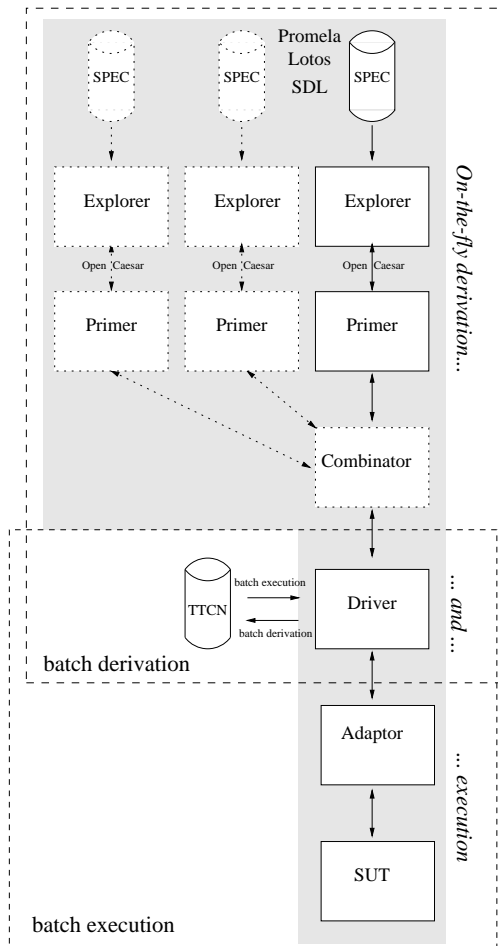 Promela
Lotos
SDL
SPEC
SPEC
SPEC
Explorer
Explorer
Explorer
Open Caesar
Open Caesar
Open Caesar
Primer
Primer
Primer
On-the-fly derivation...
Combinator
TTCN
batch execution
batch derivation
Driver
... and ...
batch derivation
Adaptor
... execution
SUT
batch execution